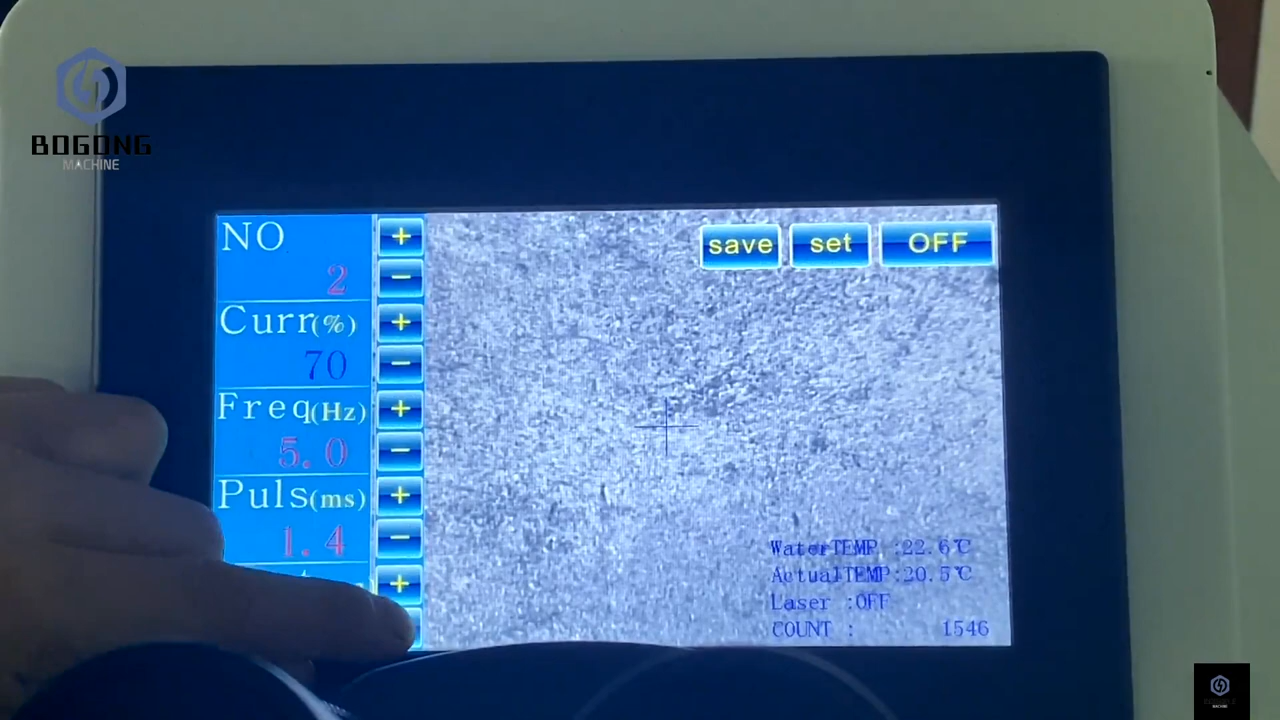 BOGONG
MACHINE
NO
2
Curr(%)
70
Freq(Hz)
5.0
Puls(ms)
1.4
+
−
+
−
+
−
+
−
+
save
set
OFF
WaterTEMP :22.6℃
ActualTEMP:20.5℃
Laser :OFF
COUNT : 1546
MACHINE